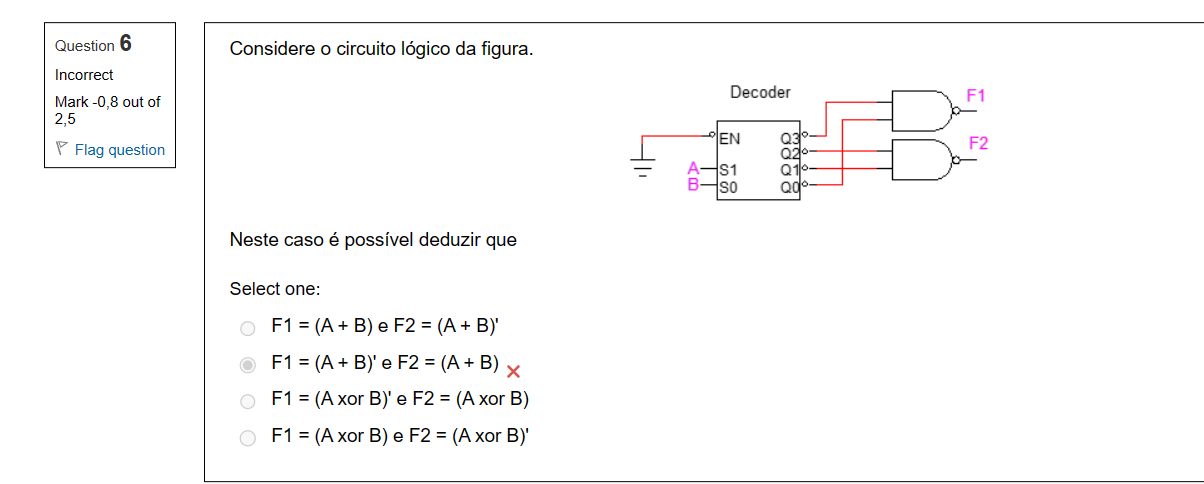 Question 6
Incorrect
Mark -0,8 out of
2,5
Flag question
Considere o circuito lógico da figura.
Decoder
F1
EN
Q3
F2
Q2
A
S1
Q1
B
S0
Q0
Neste caso é possível deduzir que
Select one:
F1 = (A + B) e F2 = (A + B)'
F1 = (A + B)' e F2 = (A + B)
F1 = (A xor B)' e F2 = (A xor B)
F1 = (A xor B) e F2 = (A xor B)'